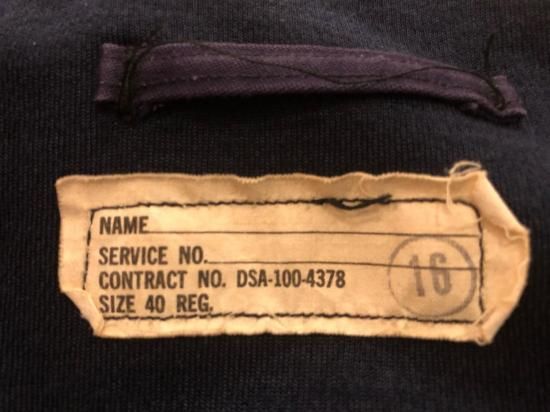 NAME
SERVICE NO.
CONTRACT NO. DSA-100-4378
SIZE 40 REG.
16